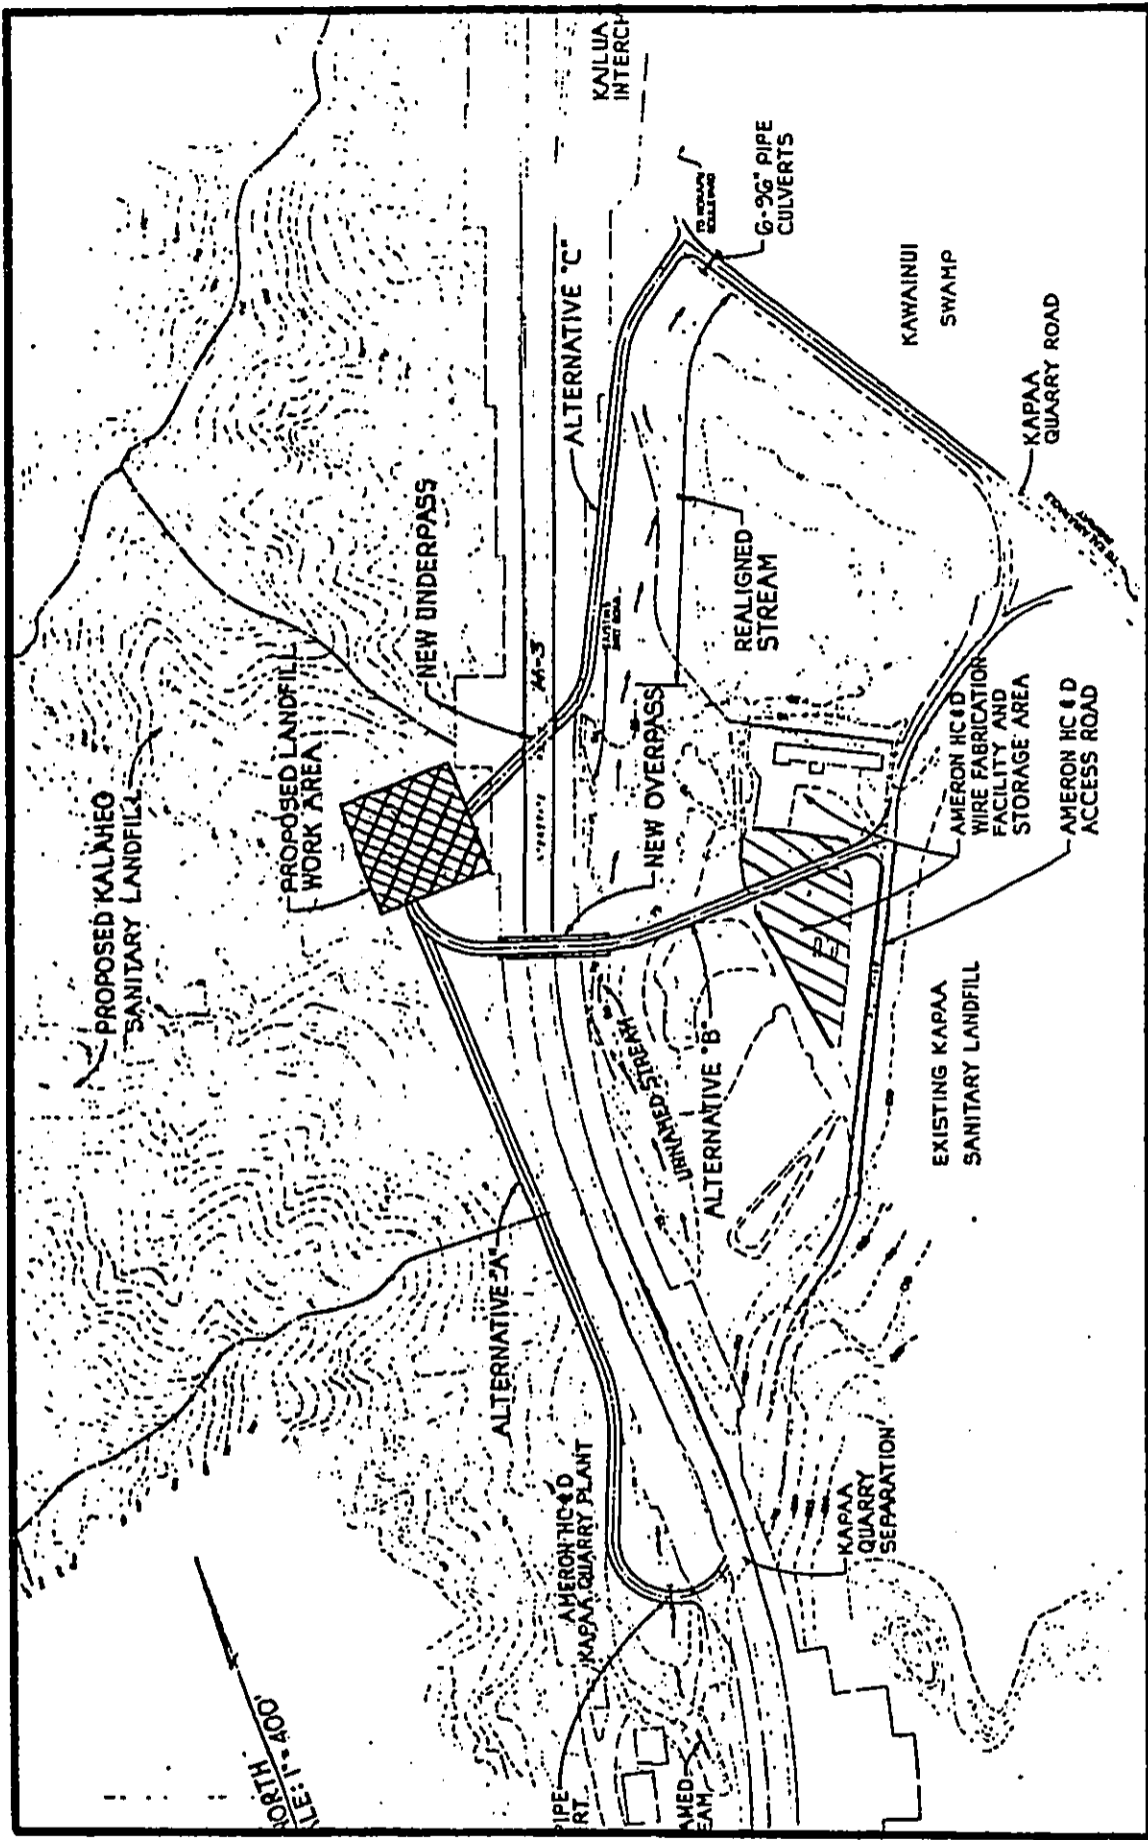 KAILUA
INTERCH
6-96" PIPE
CULVERTS
ALTERNATIVE "C"
KAWAINUI
SWAMP
KAPAA
QUARRY ROAD
NEW UNDERPASS
H-3
REALIGNED
STREAM
PROPOSED LANDFILL
WORK AREA
PROPOSED KALAHEO
SANITARY LANDFILL
NEW OVERPASS
AMERON HC&D
WIRE FABRICATION
FACILITY AND
STORAGE AREA
AMERON HC&D
ACCESS ROAD
UNNAMED STREAM
ALTERNATIVE "B"
EXISTING KAPAA
SANITARY LANDFILL
ALTERNATIVE "A"
AMERON HC&D
KAPAA QUARRY PLANT
KAPAA
QUARRY
SEPARATION
NORTH
ALE: 1"=400'
PIPE
RT
AMED
EAM